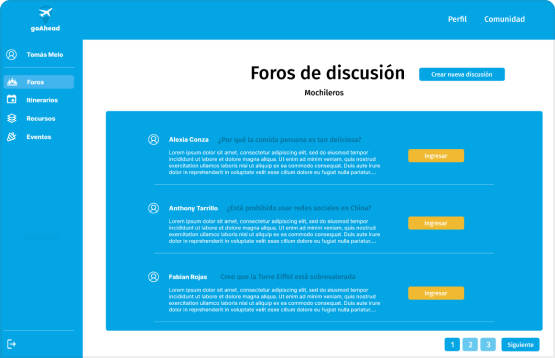 goAhead
Perfil Comunidad
Tomás Melo
Foros
Itinerarios
Recursos
Eventos
Foros de discusión
Crear nueva discusión
Mochileros
Alexia Gonza ¿Por qué la comida peruana es tan deliciosa?
Lorem ipsum dolor sit amet, consectetur adipiscing elit, sed do eiusmod tempor
incididunt ut labore et dolore magna aliqua. Ut enim ad minim veniam, quis nostrud
exercitation ullamco laboris nisi ut aliquip ex ea commodo consequat. Duis aute irure
dolor in reprehenderit in voluptate velit esse cillum dolore eu fugiat nulla pariatur....
Ingresar
Anthony Tarrillo ¿Está prohibido usar redes sociales en China?
Lorem ipsum dolor sit amet, consectetur adipiscing elit, sed do eiusmod tempor
incididunt ut labore et dolore magna aliqua. Ut enim ad minim veniam, quis nostrud
exercitation ullamco laboris nisi ut aliquip ex ea commodo consequat. Duis aute irure
dolor in reprehenderit in voluptate velit esse cillum dolore eu fugiat nulla pariatur....
Ingresar
Fabian Rojas Creo que la Torre Eiffel está sobrevalorada
Lorem ipsum dolor sit amet, consectetur adipiscing elit, sed do eiusmod tempor
incididunt ut labore et dolore magna aliqua. Ut enim ad minim veniam, quis nostrud
exercitation ullamco laboris nisi ut aliquip ex ea commodo consequat. Duis aute irure
dolor in reprehenderit in voluptate velit esse cillum dolore eu fugiat nulla pariatur....
Ingresar
1 2 3 Siguiente